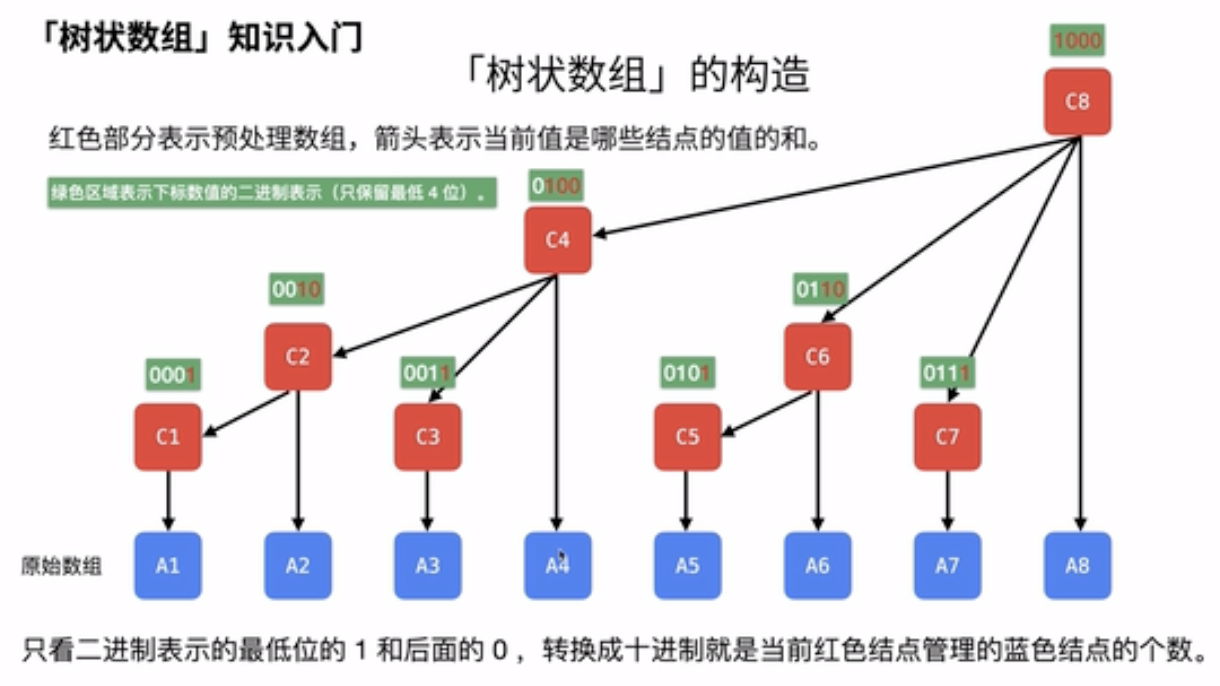 「树状数组」知识入门
「树状数组」的构造
1000
C8
红色部分表示预处理数组，箭头表示当前值是哪些结点的值的和。
绿色区域表示下标数值的二进制表示（只保留最低 4 位）。
0100
C4
0010
0110
C2
C6
0001
0011
0101
0111
C1
C3
C5
C7
原始数组
A1
A2
A3
A4
A5
A6
A7
A8
只看二进制表示的最低位的 1 和后面的 0 ，转换成十进制就是当前红色结点管理的蓝色结点的个数。